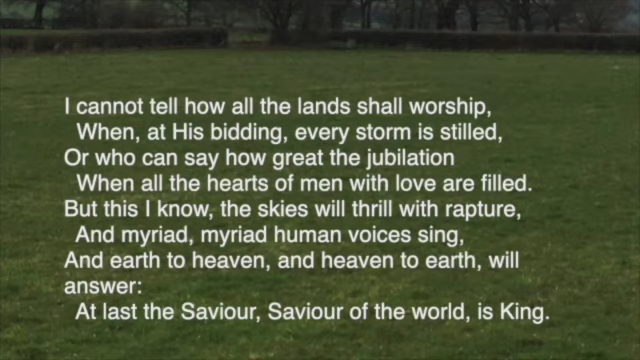 I cannot tell how all the lands shall worship,
When, at His bidding, every storm is stilled,
Or who can say how great the jubilation
When all the hearts of men with love are filled.
But this I know, the skies will thrill with rapture,
And myriad, myriad human voices sing,
And earth to heaven, and heaven to earth, will
answer:
At last the Saviour, Saviour of the world, is King.